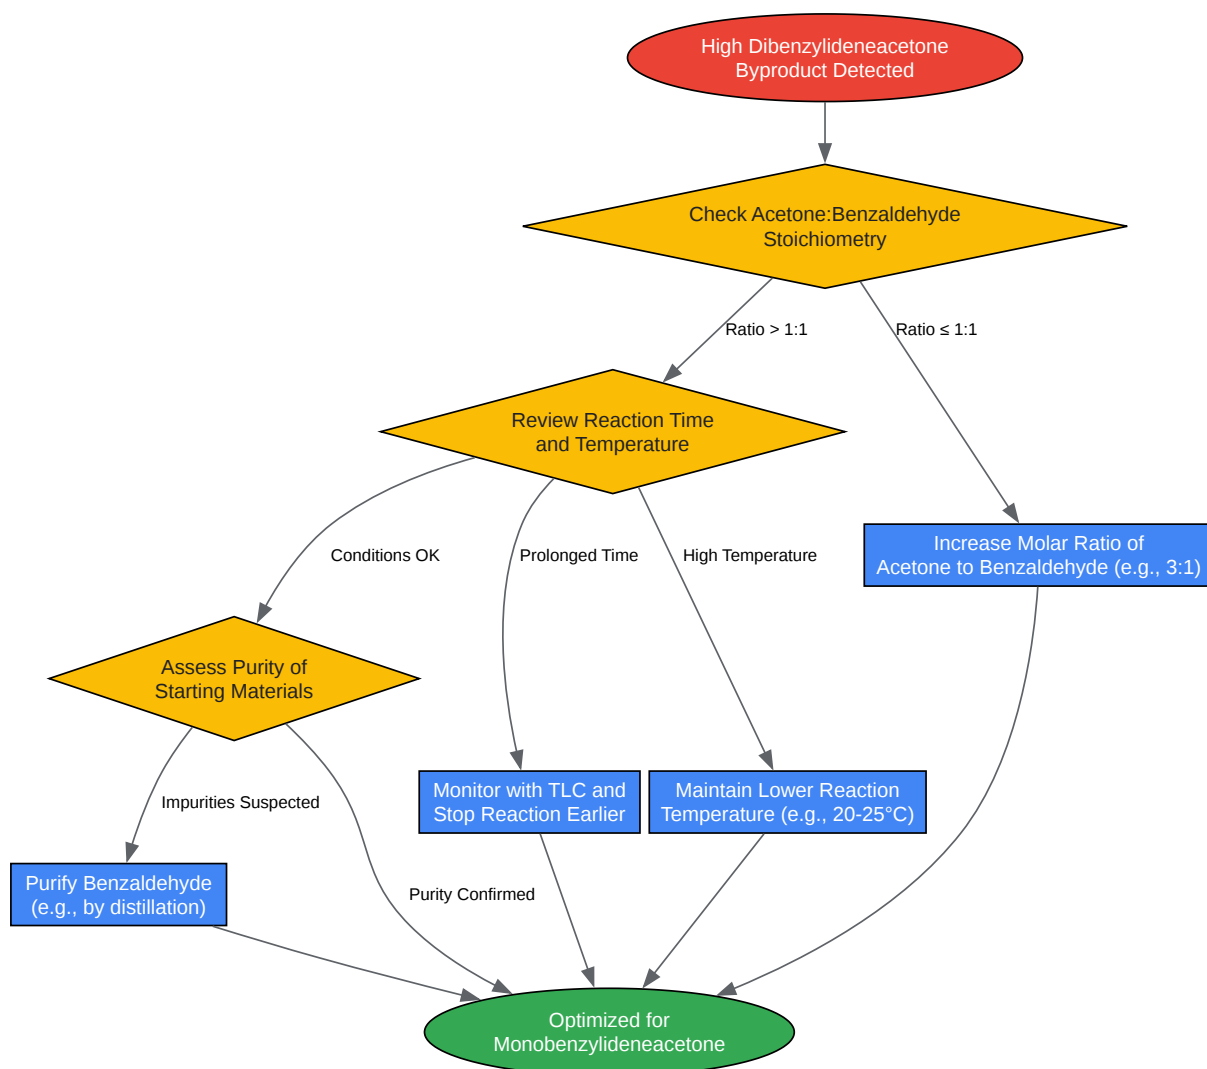 High Dibenzylideneacetone
Byproduct Detected
Check Acetone:Benzaldehyde
Stoichiometry
Ratio > 1:1
Ratio ≤ 1:1
Review Reaction Time
and Temperature
Increase Molar Ratio of
Acetone to Benzaldehyde (e.g., 3:1)
Conditions OK
Prolonged Time
High Temperature
Assess Purity of
Starting Materials
Monitor with TLC and
Stop Reaction Earlier
Maintain Lower Reaction
Temperature (e.g., 20-25°C)
Impurities Suspected
Purify Benzaldehyde
(e.g., by distillation)
Purity Confirmed
Optimized for
Monobenzylideneacetone